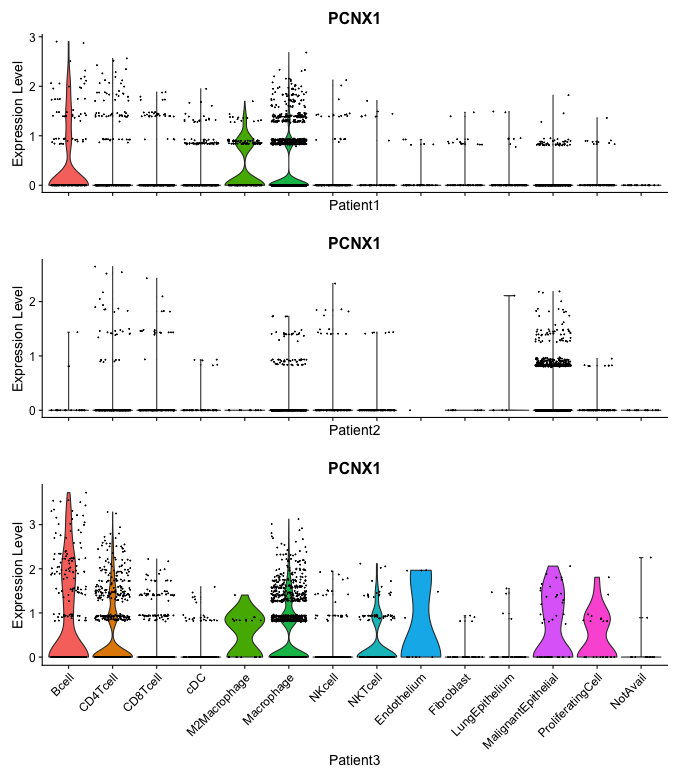 PCNX1
Expression Level
3
2
1
0
Patient1
PCNX1
Expression Level
2
1
0
Patient2
PCNX1
Expression Level
3
2
1
0
Bcell
CD4Tcell
CD8Tcell
cDC
M2Macrophage
Macrophage
NKcell
NKTcell
Endothelium
Fibroblast
LungEpithelium
MalignantEpithelial
ProliferatingCell
NotAvail
Patient3